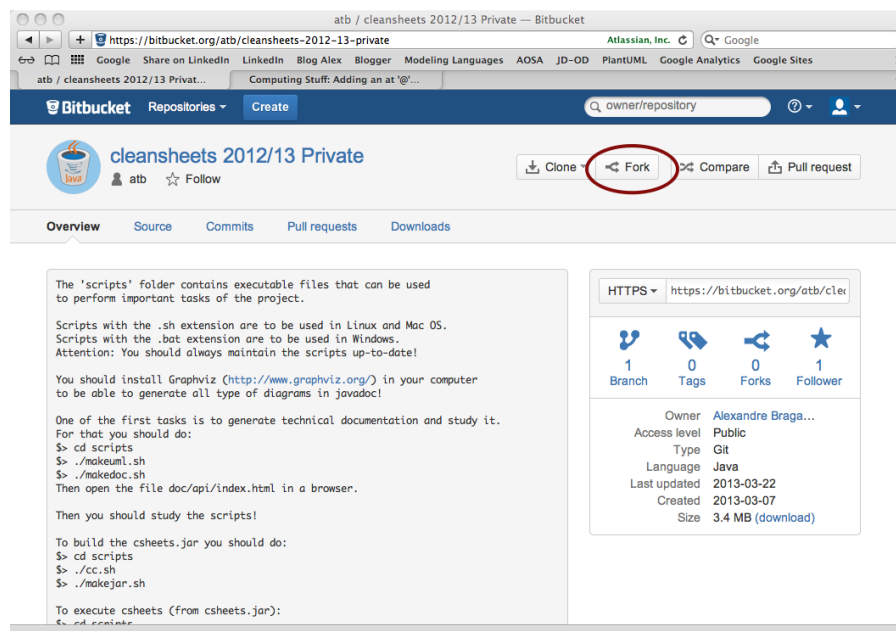 atb / cleansheets 2012/13 Private — Bitbucket
https://bitbucket.org/atb/cleansheets-2012-13-private Atlassian, Inc. Google
Google Share on LinkedIn LinkedIn Blog Alex Blogger Modeling Languages AOSA JD-OD PlantUML Google Analytics Google Sites
atb / cleansheets 2012/13 Privat... Computing Stuff: Adding an at '@'...
Bitbucket Repositories Create owner/repository
cleansheets 2012/13 Private
Java
atb Follow
Clone Fork Compare Pull request
Overview Source Commits Pull requests Downloads
The 'scripts' folder contains executable files that can be used
to perform important tasks of the project.
Scripts with the .sh extension are to be used in Linux and Mac OS.
Scripts with the .bat extension are to be used in Windows.
Attention: You should always maintain the scripts up-to-date!
You should install Graphviz (http://www.graphviz.org/) in your computer
to be able to generate all type of diagrams in javadoc!
One of the first tasks is to generate technical documentation and study it.
For that you should do:
$> cd scripts
$> ./makeuml.sh
$> ./makedoc.sh
Then open the file doc/api/index.html in a browser.
Then you should study the scripts!
To build the csheets.jar you should do:
$> cd scripts
$> ./cc.sh
$> ./makejar.sh
To execute csheets (from csheets.jar):
$> cd scripts
HTTPS https://bitbucket.org/atb/clea
1 0 0 1
Branch Tags Forks Follower
Owner Alexandre Braga...
Access level Public
Type Git
Language Java
Last updated 2013-03-22
Created 2013-03-07
Size 3.4 MB (download)